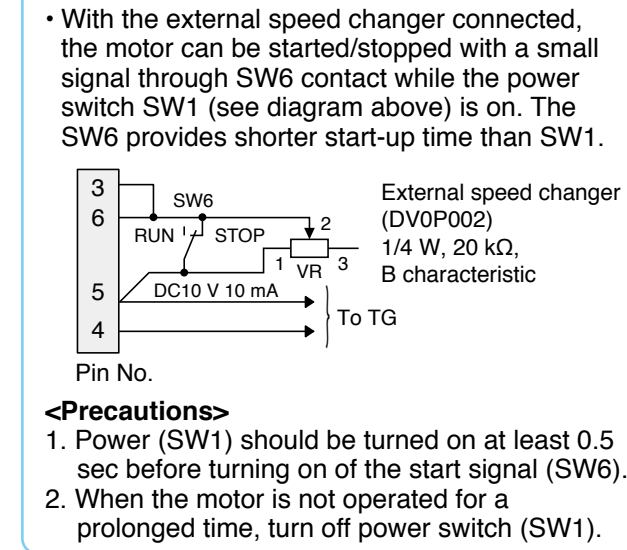 • With the external speed changer connected,
the motor can be started/stopped with a small
signal through SW6 contact while the power
switch SW1 (see diagram above) is on. The
SW6 provides shorter start-up time than SW1.
3
6
5
4
SW6
RUN
STOP
2
1
VR
3
DC10 V 10 mA
To TG
External speed changer
(DV0P002)
1/4 W, 20 kΩ,
B characteristic
Pin No.
<Precautions>
1. Power (SW1) should be turned on at least 0.5
sec before turning on of the start signal (SW6).
2. When the motor is not operated for a
prolonged time, turn off power switch (SW1).